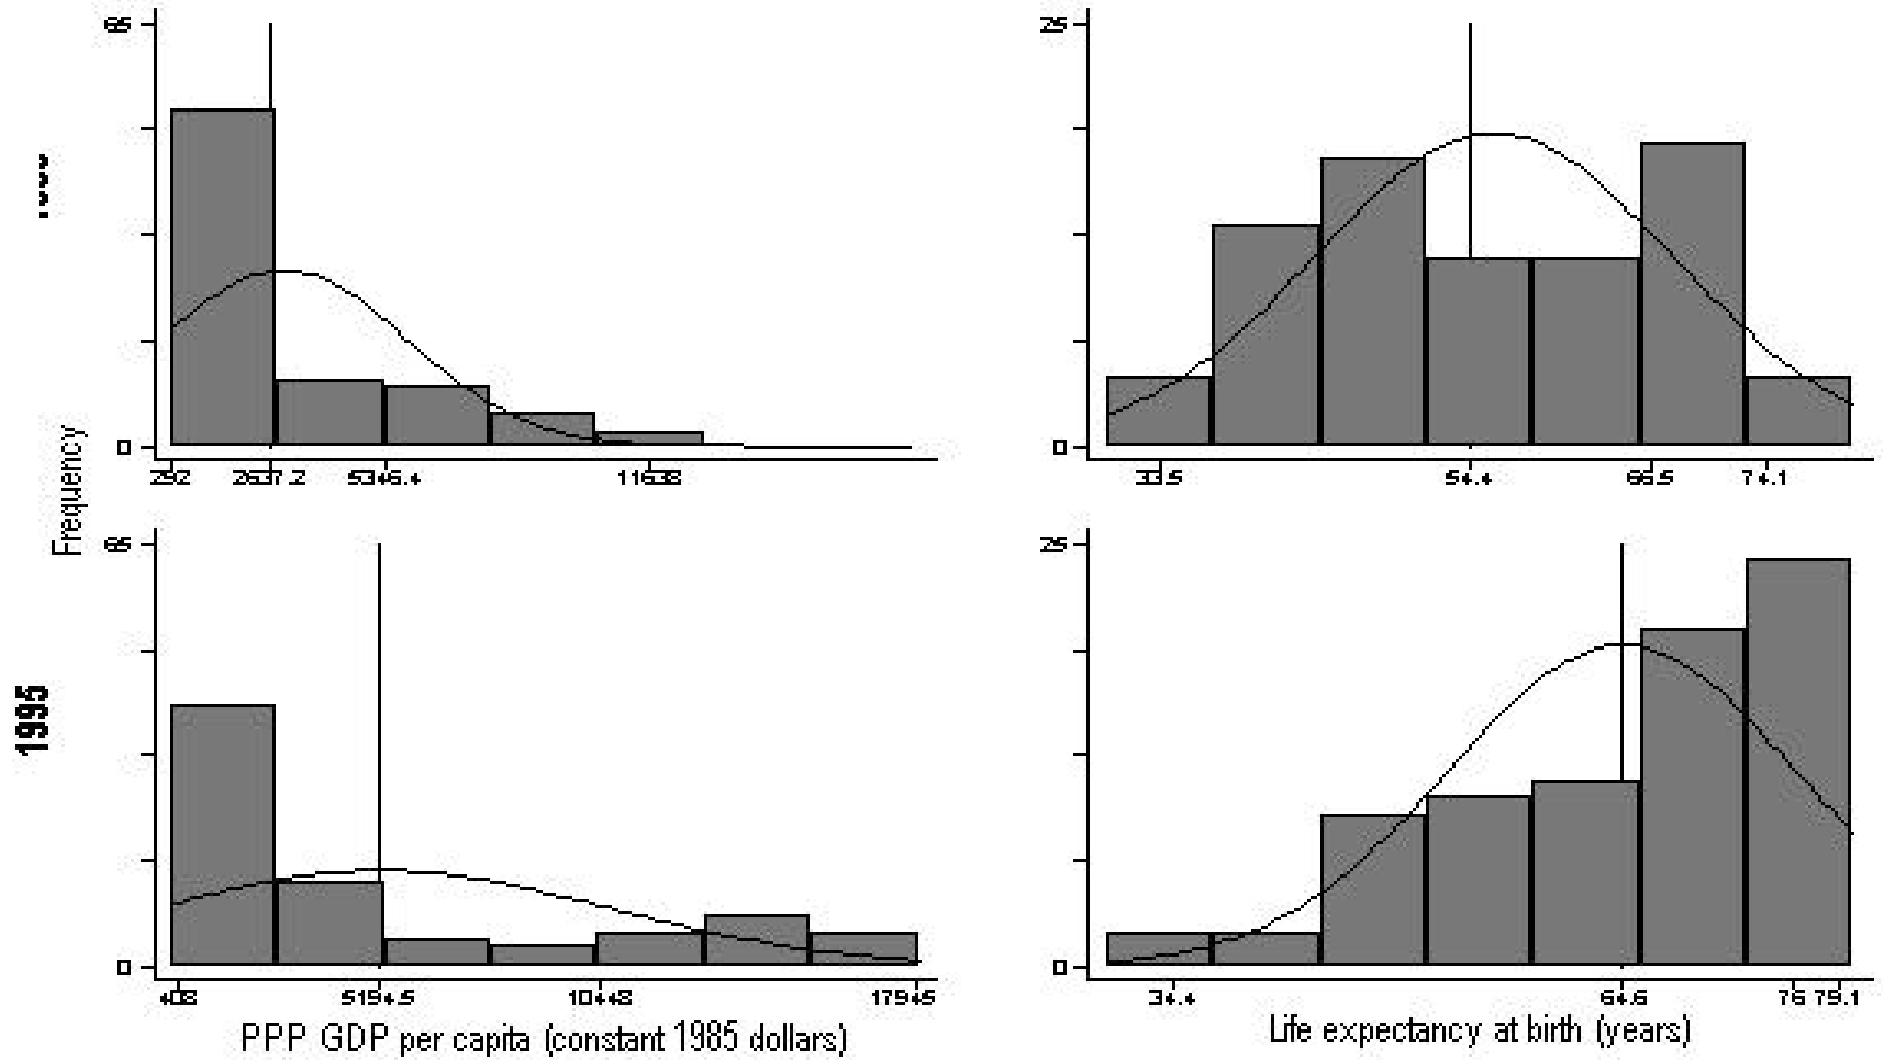 65
25
0
0
292 2637.2 5346.4 11638
33.5 54.4 66.5 74.1
Frequency
65
25
1995
0
0
408 5194.5 10448 17945
34.4 64.6 76 79.1
PPP GDP per capita (constant 1985 dollars)
Life expectancy at birth (years)